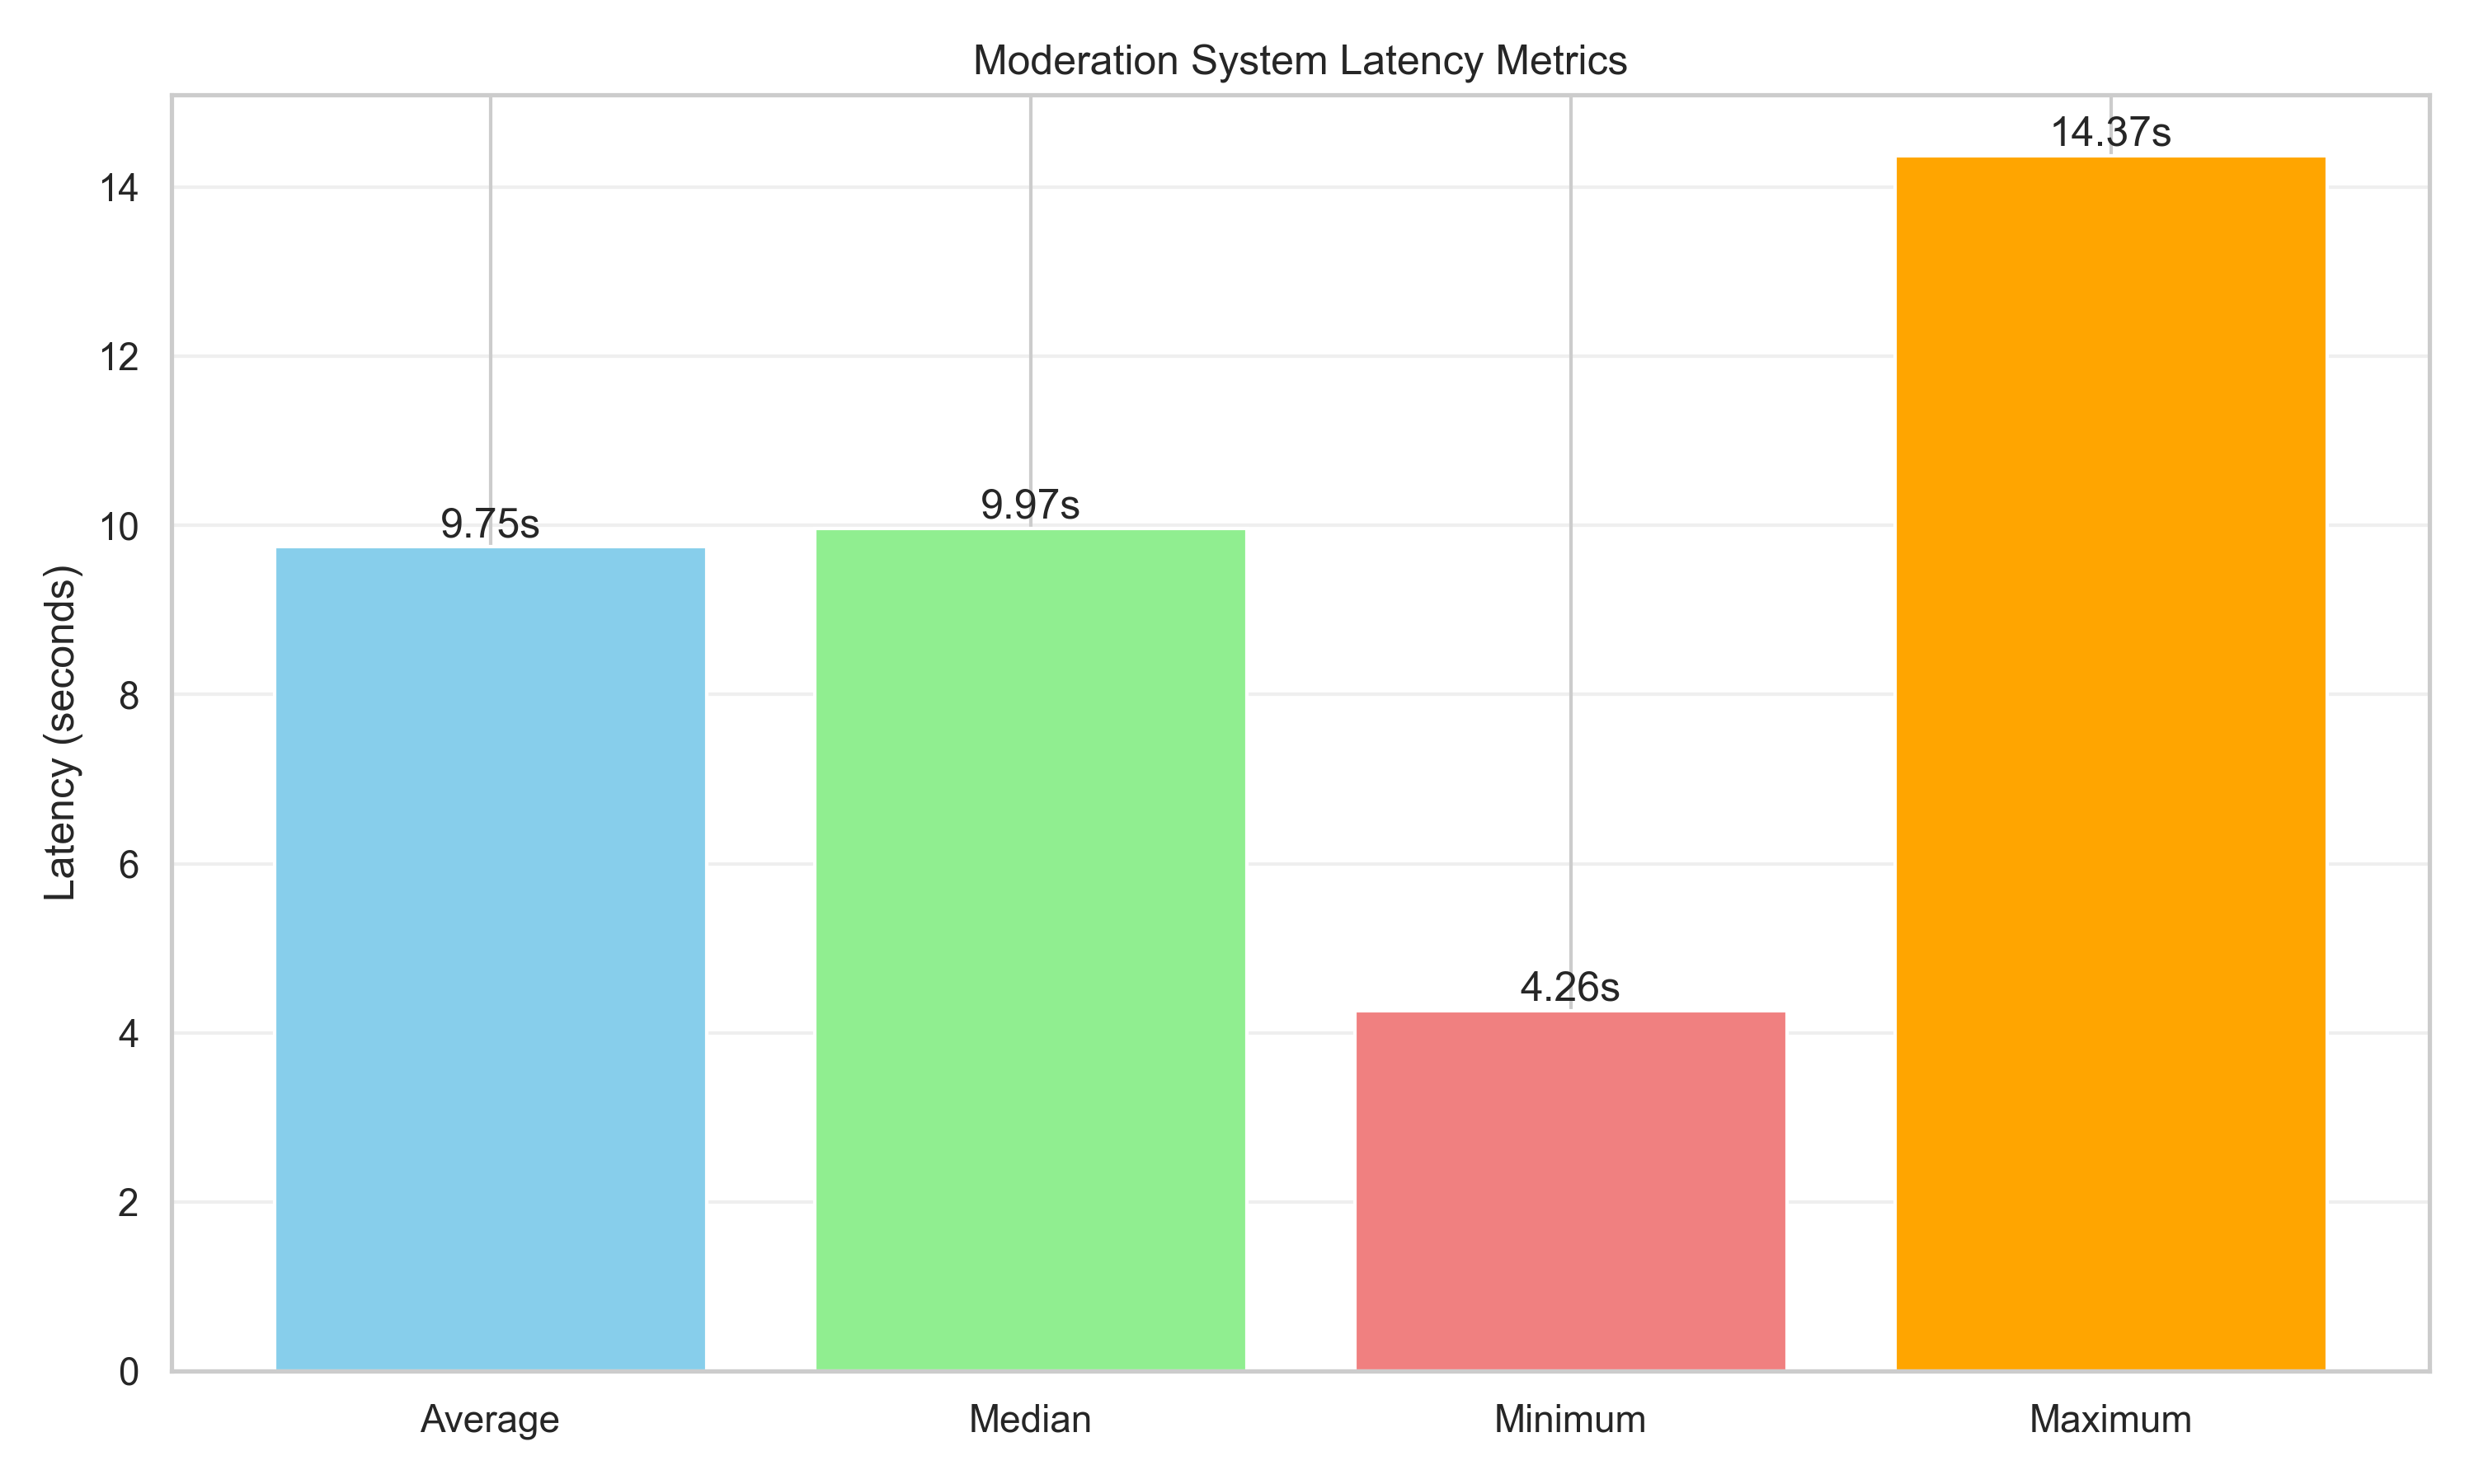 Moderation System Latency Metrics
14.37s
14
12
9.97s
9.75s
10
Latency (seconds)
8
6
4.26s
4
2
0
Average
Median
Minimum
Maximum